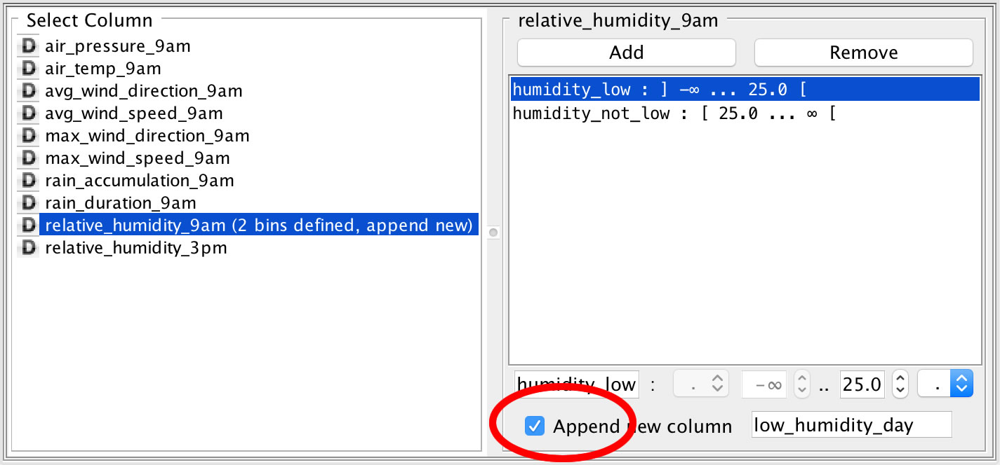 Select Column
D air_pressure_9am
D air_temp_9am
D avg_wind_direction_9am
D avg_wind_speed_9am
D max_wind_direction_9am
D max_wind_speed_9am
D rain_accumulation_9am
D rain_duration_9am
D relative_humidity_9am (2 bins defined, append new)
D relative_humidity_3pm
relative_humidity_9am
Add Remove
humidity_low : ] -∞ ... 25.0 [
humidity_not_low : [ 25.0 ... ∞ [
humidity_low : . -∞ .. 25.0 .
Append new column low_humidity_day